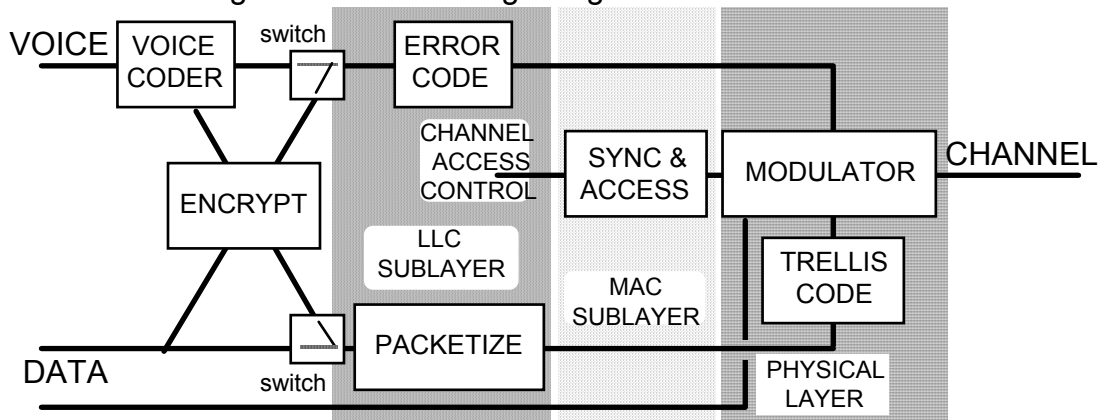 VOICE
VOICE
CODER
switch
ERROR
CODE
CHANNEL
ACCESS
CONTROL
SYNC &
ACCESS
MODULATOR
CHANNEL
ENCRYPT
LLC
SUBLAYER
MAC
SUBLAYER
TRELLIS
CODE
DATA
switch
PACKETIZE
PHYSICAL
LAYER